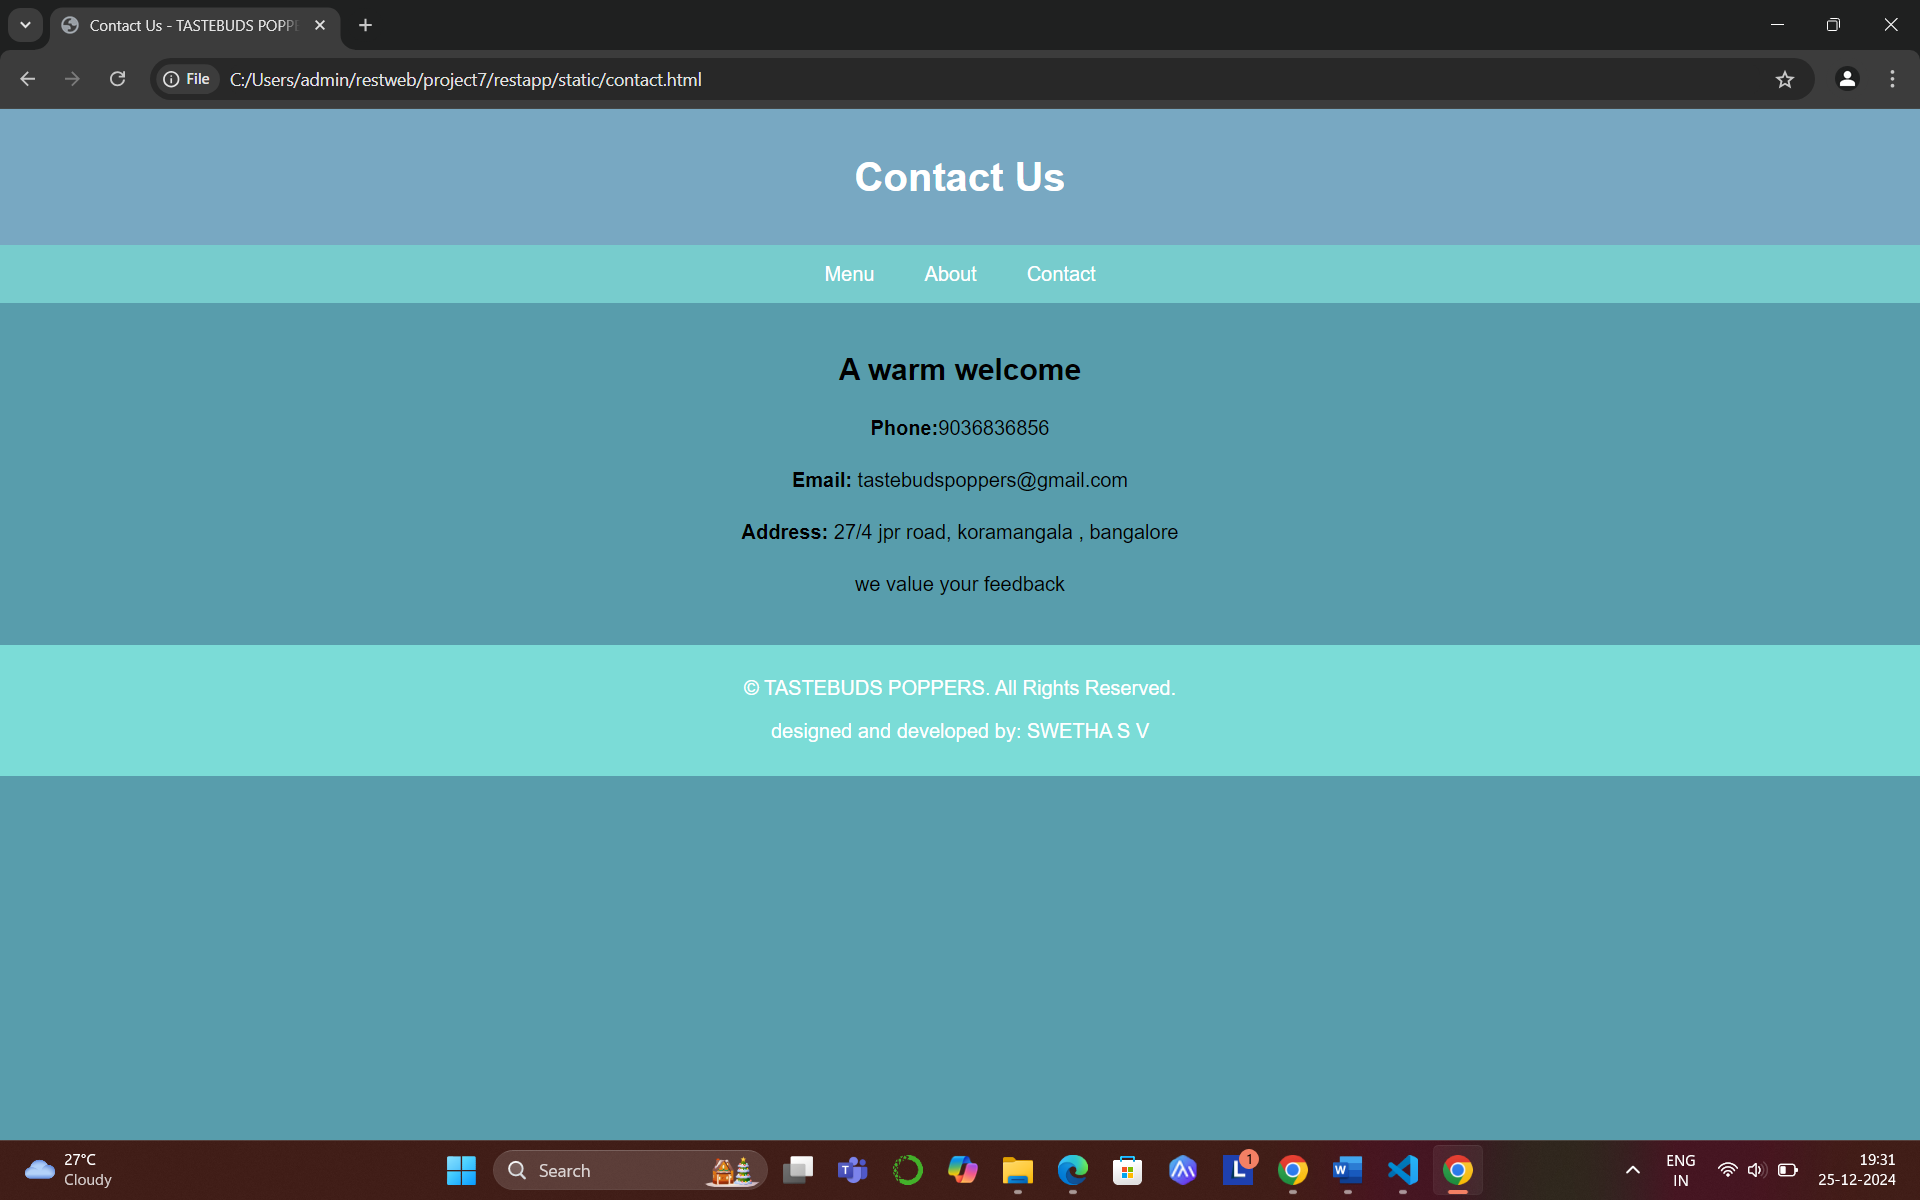 Contact Us - TASTEBUDS POPP
File C:/Users/admin/restweb/project7/restapp/static/contact.html
Contact Us
Menu About Contact
A warm welcome
Phone:9036836856
Email: tastebudspoppers@gmail.com
Address: 27/4 jpr road, koramangala , bangalore
we value your feedback
© TASTEBUDS POPPERS. All Rights Reserved.
designed and developed by: SWETHA S V
27°C
Cloudy
Search
1
ENG
IN
19:31
25-12-2024